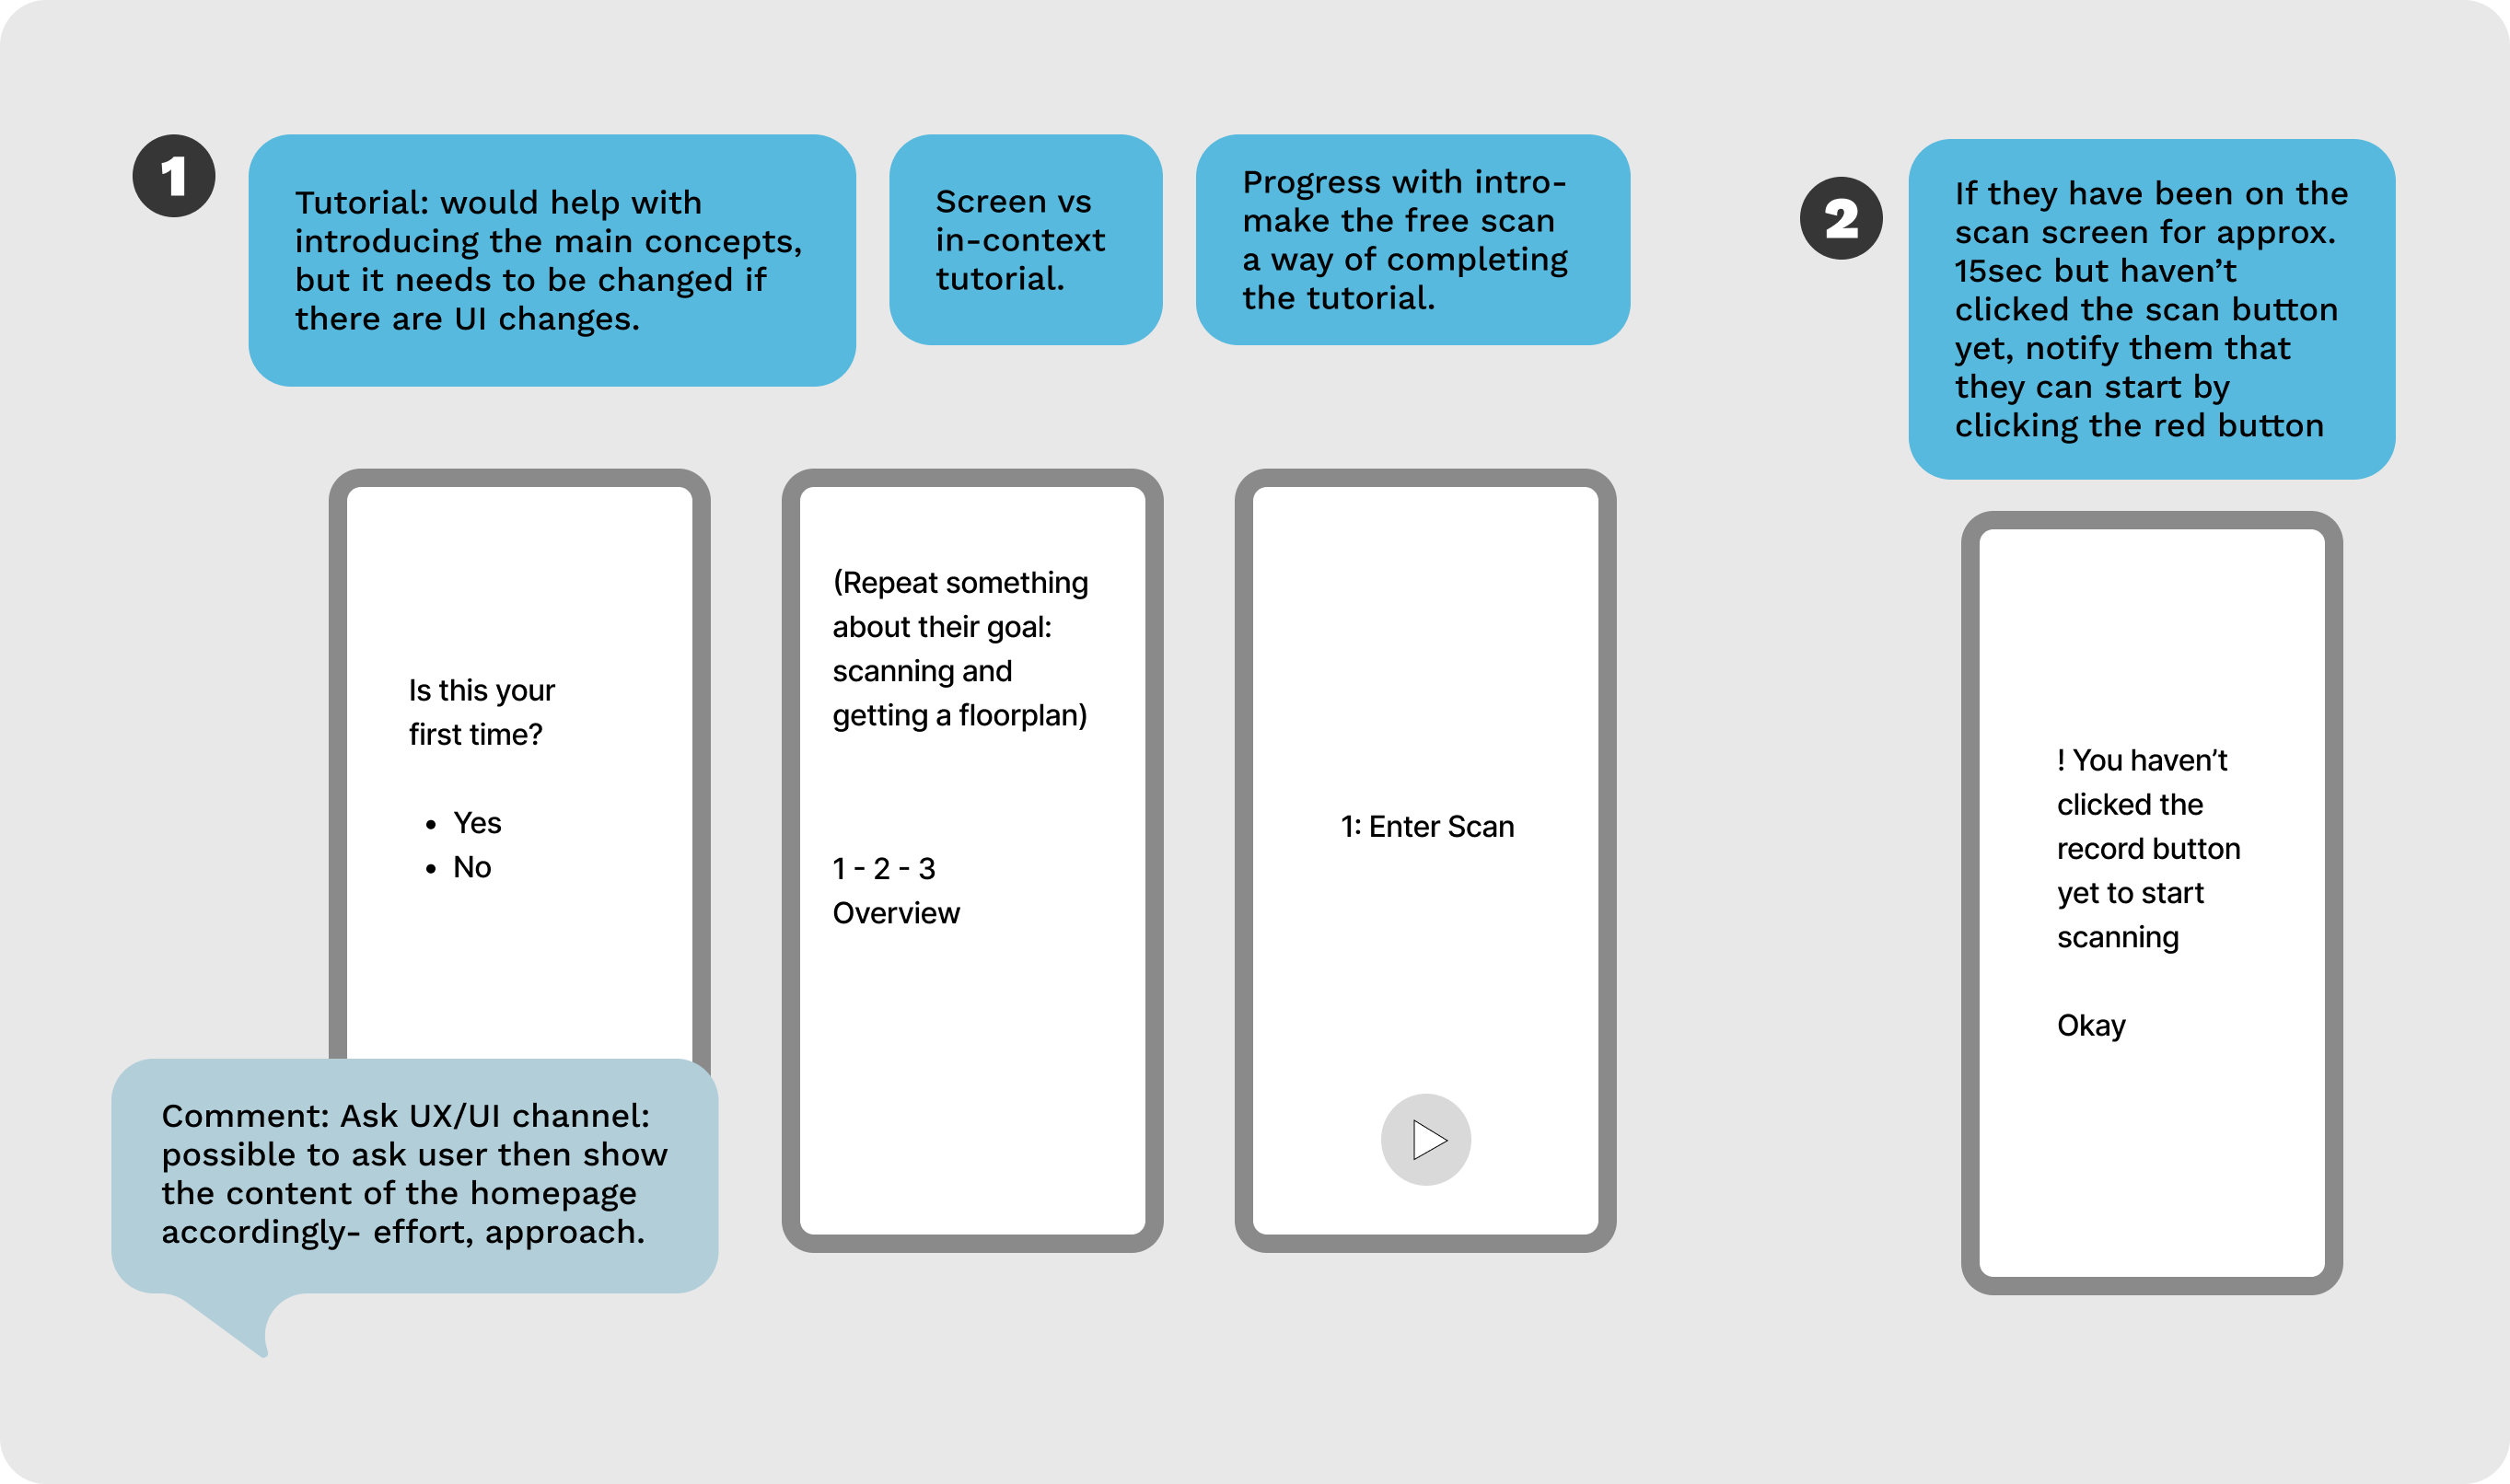 1
Tutorial: would help with
introducing the main concepts,
but it needs to be changed if
there are UI changes.
Screen vs
in-context
tutorial.
Progress with intro-
make the free scan
a way of completing
the tutorial.
2
If they have been on the
scan screen for approx.
15sec but haven’t
clicked the scan button
yet, notify them that
they can start by
clicking the red button
Is this your
first time?
• Yes
• No
(Repeat something
about their goal:
scanning and
getting a floorplan)
1 - 2 - 3
Overview
1: Enter Scan
! You haven’t
clicked the
record button
yet to start
scanning
Okay
Comment: Ask UX/UI channel:
possible to ask user then show
the content of the homepage
accordingly- effort, approach.